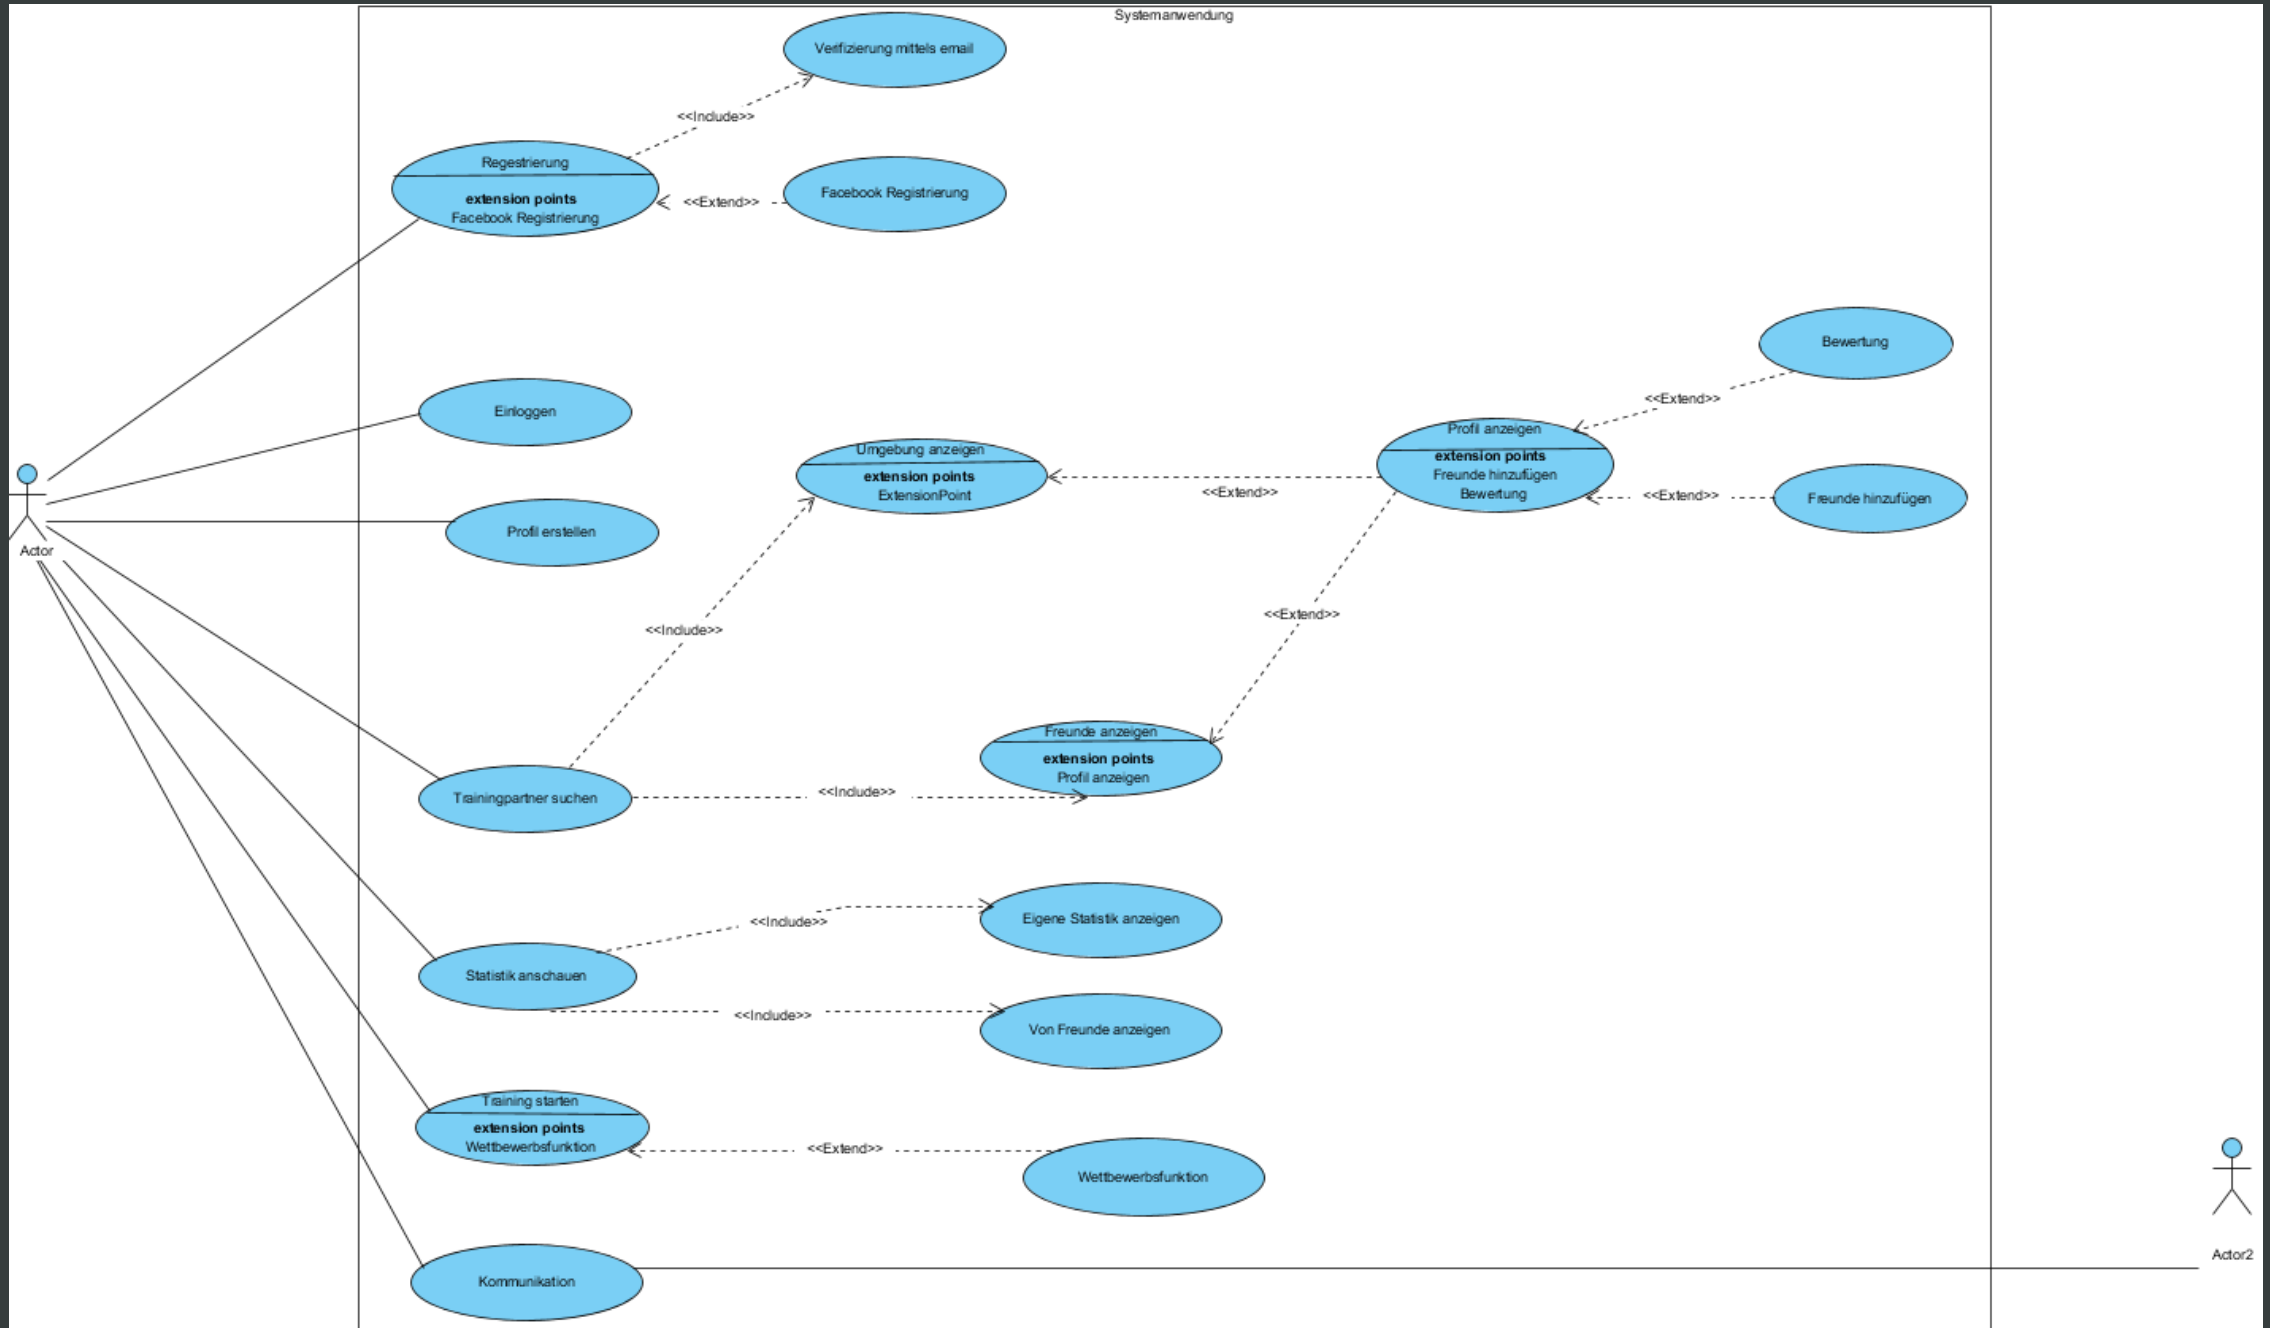 Systemanwendung
Verifizierung mittels email
<<Include>>
Regestrierung
extension points
Facebook Registrierung
<<Extend>>
Facebook Registrierung
Bewertung
<<Extend>>
Einloggen
Umgebung anzeigen
extension points
ExtensionPoint
<<Extend>>
Profil anzeigen
extension points
Freunde hinzufügen
Bewertung
<<Extend>>
Freunde hinzufügen
Actor
Profil erstellen
<<Include>>
<<Extend>>
Freunde anzeigen
extension points
Profil anzeigen
Trainingpartner suchen
<<Include>>
<<Include>>
Eigene Statistik anzeigen
Statistik anschauen
<<Include>>
Von Freunde anzeigen
Training starten
extension points
Wettbewerbsfunktion
<<Extend>>
Wettbewerbsfunktion
Actor2
Kommunikation